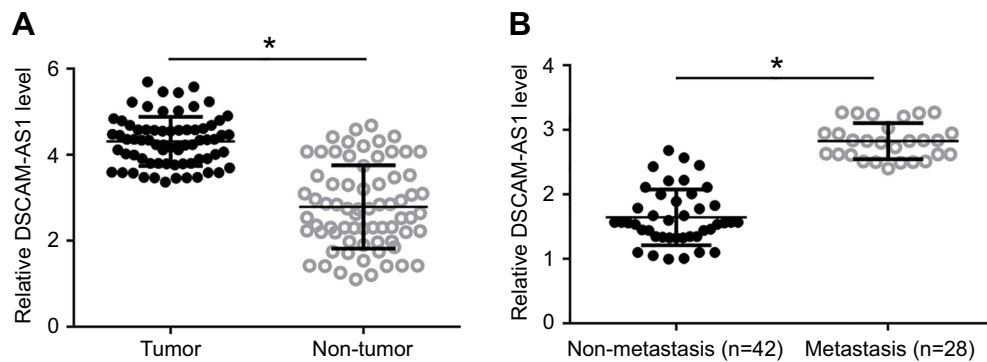 A
*
Relative DSCAM-AS1 level
6
4
2
0
Tumor
Non-tumor
B
*
Relative DSCAM-AS1 level
4
3
2
1
0
Non-metastasis (n=42)
Metastasis (n=28)